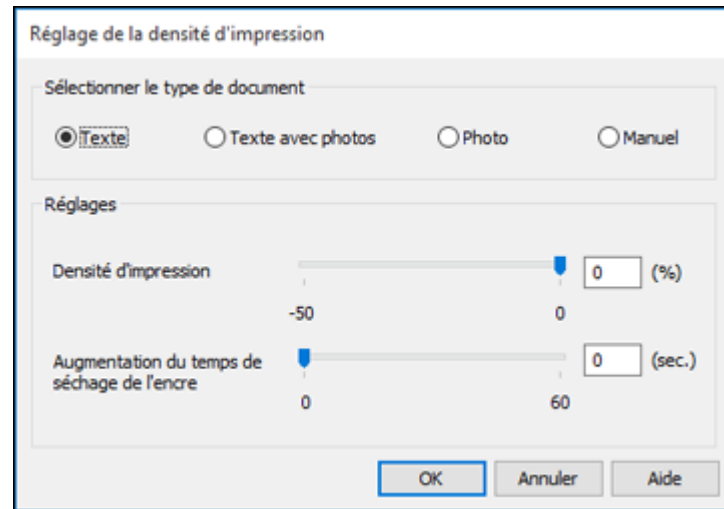 Réglage de la densité d'impression
Sélectionner le type de document
Texte Texte avec photos Photo Manuel
Réglages
Densité d'impression 0 (%)
-50 0
Augmentation du temps de
séchage de l'encre 0 (sec.)
0 60
OK Annuler Aide